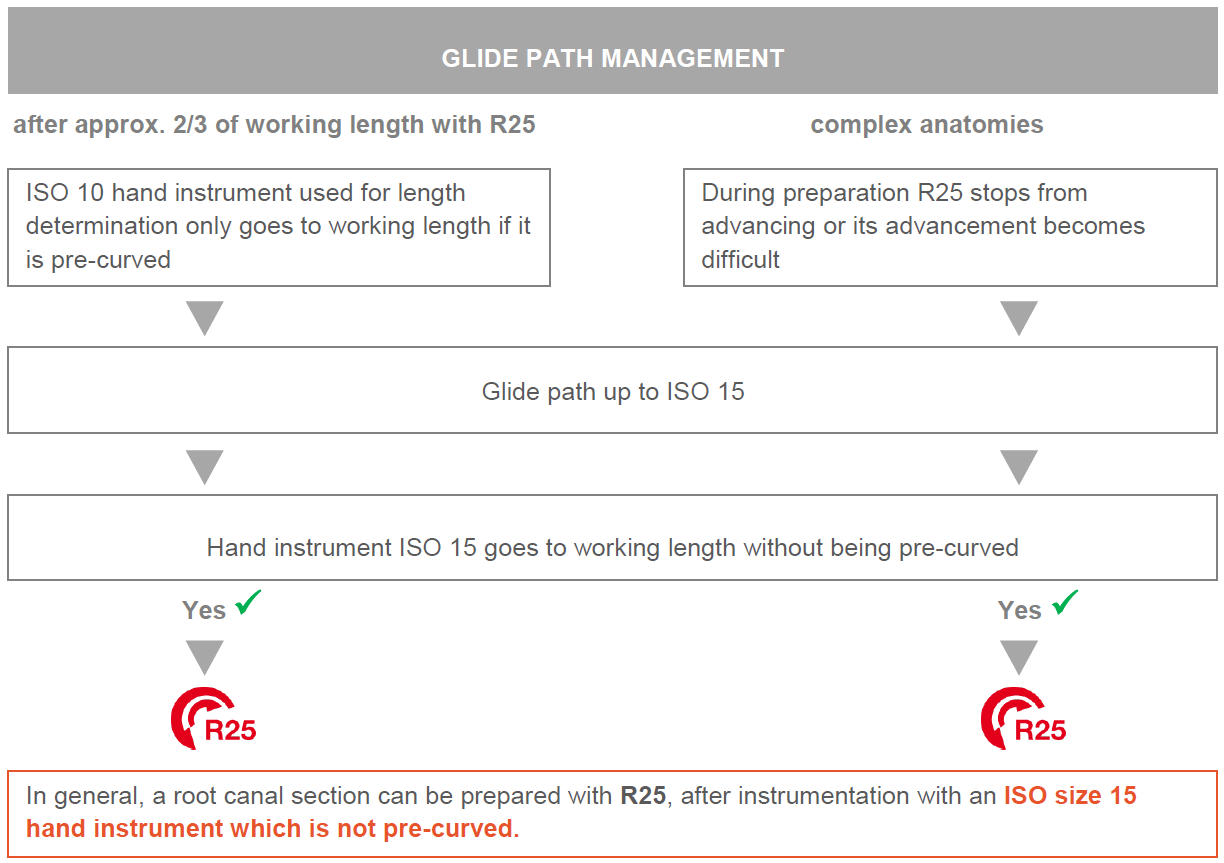 GLIDE PATH MANAGEMENT
after approx. 2/3 of working length with R25
complex anatomies
ISO 10 hand instrument used for length
determination only goes to working length if it
is pre-curved
During preparation R25 stops from
advancing or its advancement becomes
difficult
Glide path up to ISO 15
Hand instrument ISO 15 goes to working length without being pre-curved
Yes
Yes
R25
R25
In general, a root canal section can be prepared with R25, after instrumentation with an ISO size 15
hand instrument which is not pre-curved.